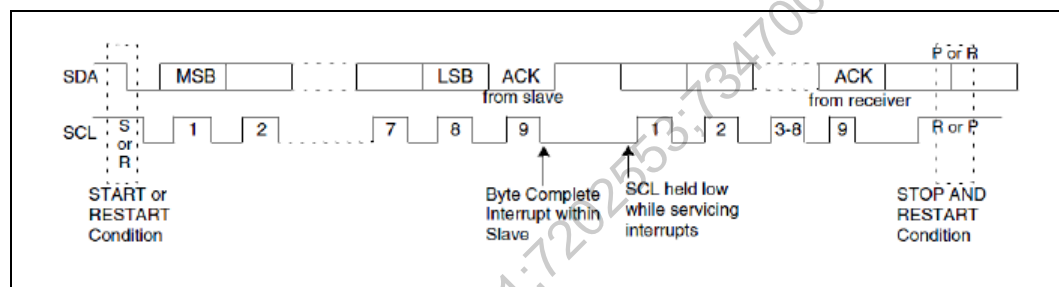 P or R
SDA MSB LSB ACK ACK
from slave from receiver
SCL S or R 1 2 7 8 9 1 2 3-8 9 R or P
START or
RESTART
Condition
Byte Complete
Interrupt within
Slave
SCL held low
while servicing
interrupts
STOP AND
RESTART
Condition
;7202553;734700